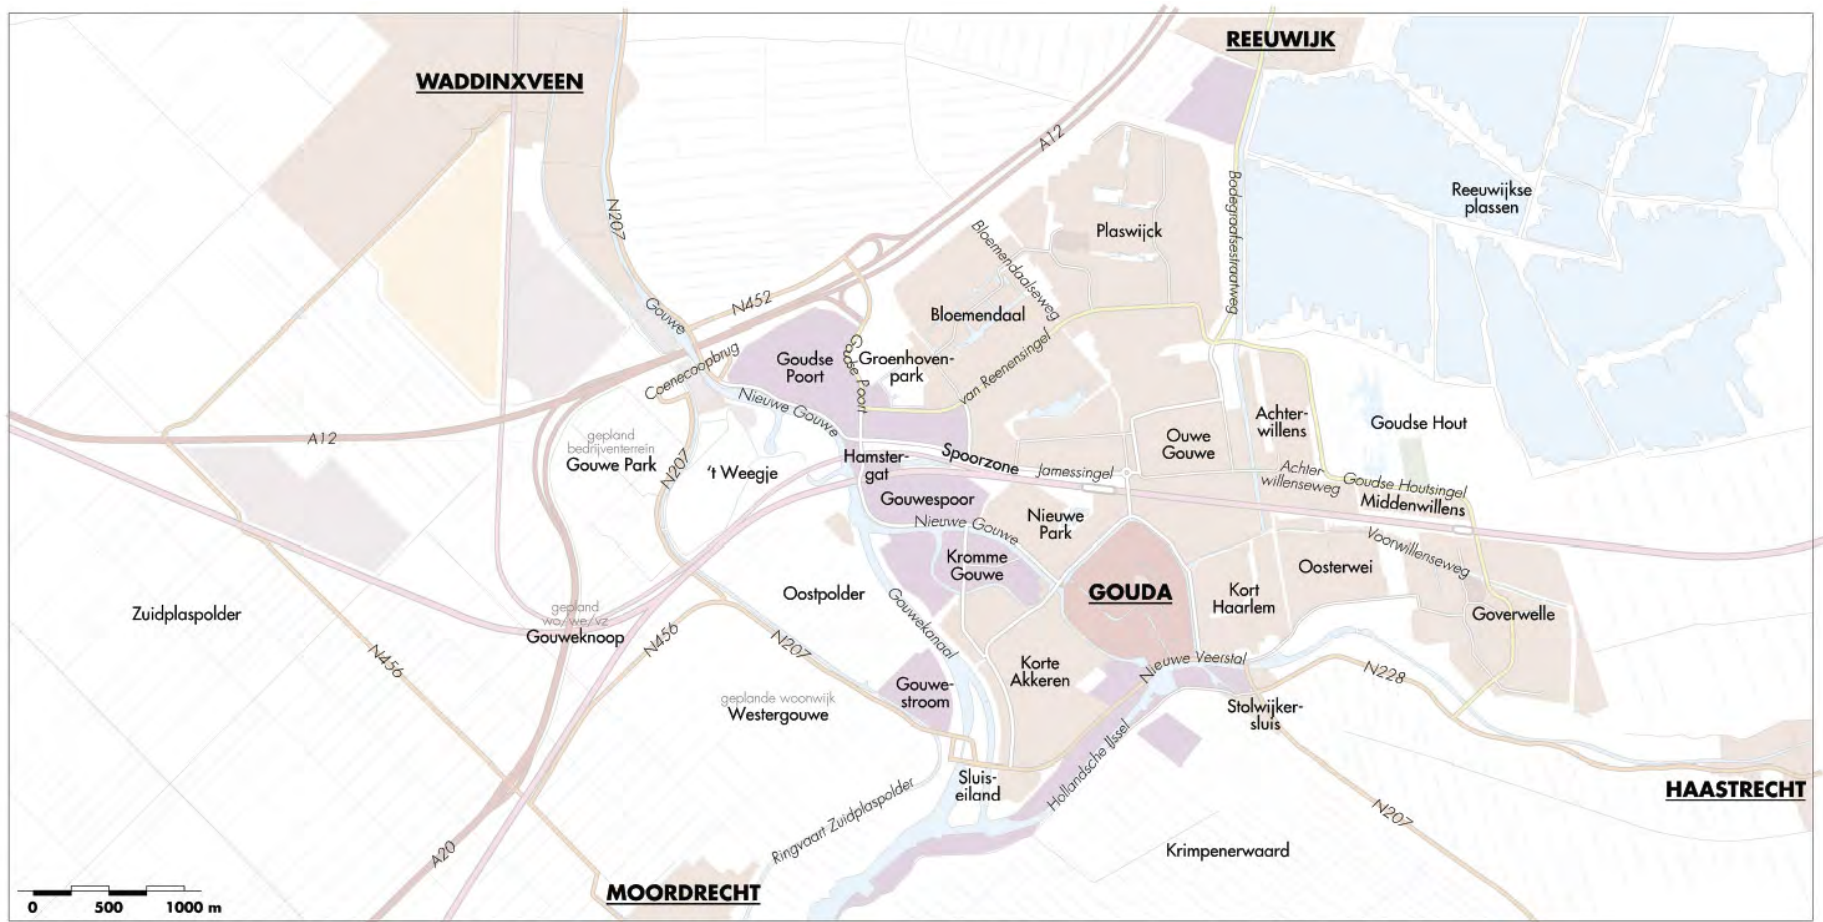 REEUWIJK
WADDINXVEEN
A12
N207
Bodegraafsestraatweg
Reeuwijkse
plassen
Plaswijck
Bloemendaalseweg
Gouwe
N452
Bloemendaal
Coenecoopbrug
Goudse
Poort
Goudse Poort
Groenhoven-
park
van Reenensingel
Nieuwe Gouwe
A12
gepland
bedrijventerrein
Gouwe Park
N207
't Weegje
Hamster-
gat
Spoorzone
Jamessingel
Ouwe
Gouwe
Achter-
willens
Goudse Hout
Achter
willenseweg
Goudse Houtsingel
Middenwillens
Gouwespoor
Nieuwe Gouwe
Nieuwe
Park
Voorwillenseweg
Kromme
Gouwe
GOUDA
Kort
Haarlem
Oosterwei
Goverwelle
Zuidplaspolder
Oostpolder
Gouwekanaal
gepland
wo/we/vz
Gouweknoop
N456
N456
N207
Korte
Akkeren
Nieuwe Veerstal
N228
Gouwe-
stroom
geplande woonwijk
Westergouwe
Stolwijker-
sluis
Hollandsche IJssel
Sluis-
eiland
HAASTRECHT
N207
Ringvaart Zuidplaspolder
A20
Krimpenerwaard
MOORDRECHT
0 500 1000 m